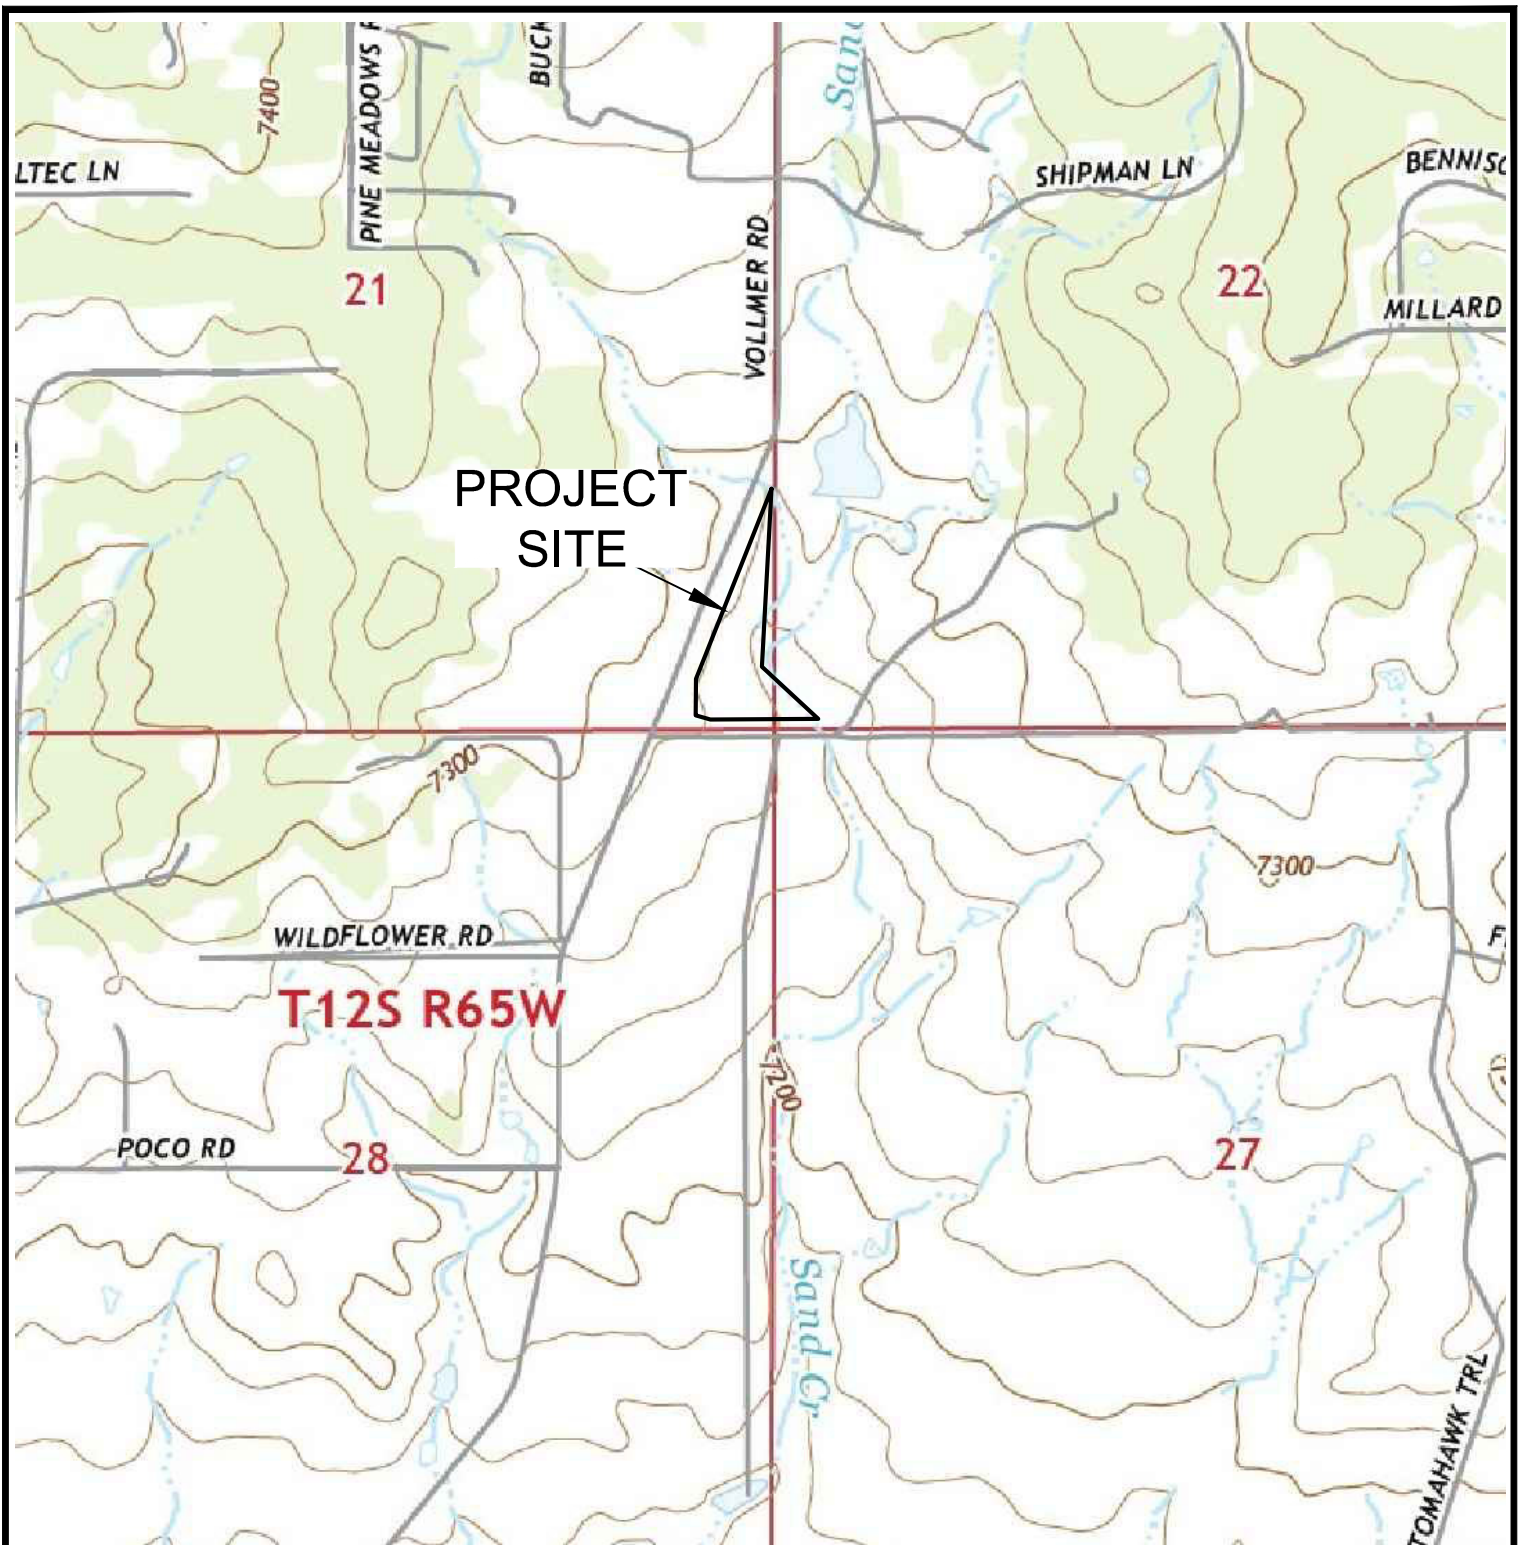 7400
PINE MEADOWS
BUCK
Sand
LTEC LN
SHIPMAN LN
BENNISO
VOLLMER RD
21
22
MILLARD
PROJECT
SITE
7300
7300
WILDFLOWER RD
T12S R65W
7200
POCO RD
28
27
Sand Cr
TOMAHAWK TRL